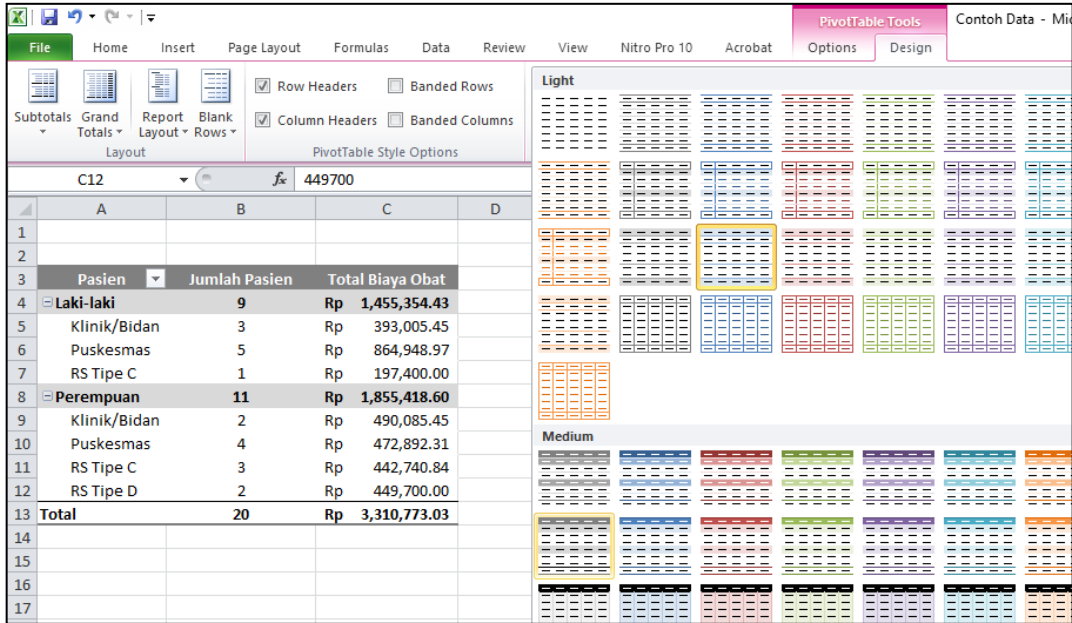 PivotTable Tools Contoh Data - Mic
File Home Insert Page Layout Formulas Data Review View Nitro Pro 10 Acrobat Options Design
Subtotals Grand Totals Report Layout Blank Rows
Layout
Row Headers Banded Rows
Column Headers Banded Columns
PivotTable Style Options
Light
Medium
C12 fx 449700
A B C D
1
2
3 Pasien Jumlah Pasien Total Biaya Obat
4 Laki-laki 9 Rp 1,455,354.43
5 Klinik/Bidan 3 Rp 393,005.45
6 Puskesmas 5 Rp 864,948.97
7 RS Tipe C 1 Rp 197,400.00
8 Perempuan 11 Rp 1,855,418.60
9 Klinik/Bidan 2 Rp 490,085.45
10 Puskesmas 4 Rp 472,892.31
11 RS Tipe C 3 Rp 442,740.84
12 RS Tipe D 2 Rp 449,700.00
13 Total 20 Rp 3,310,773.03
14
15
16
17